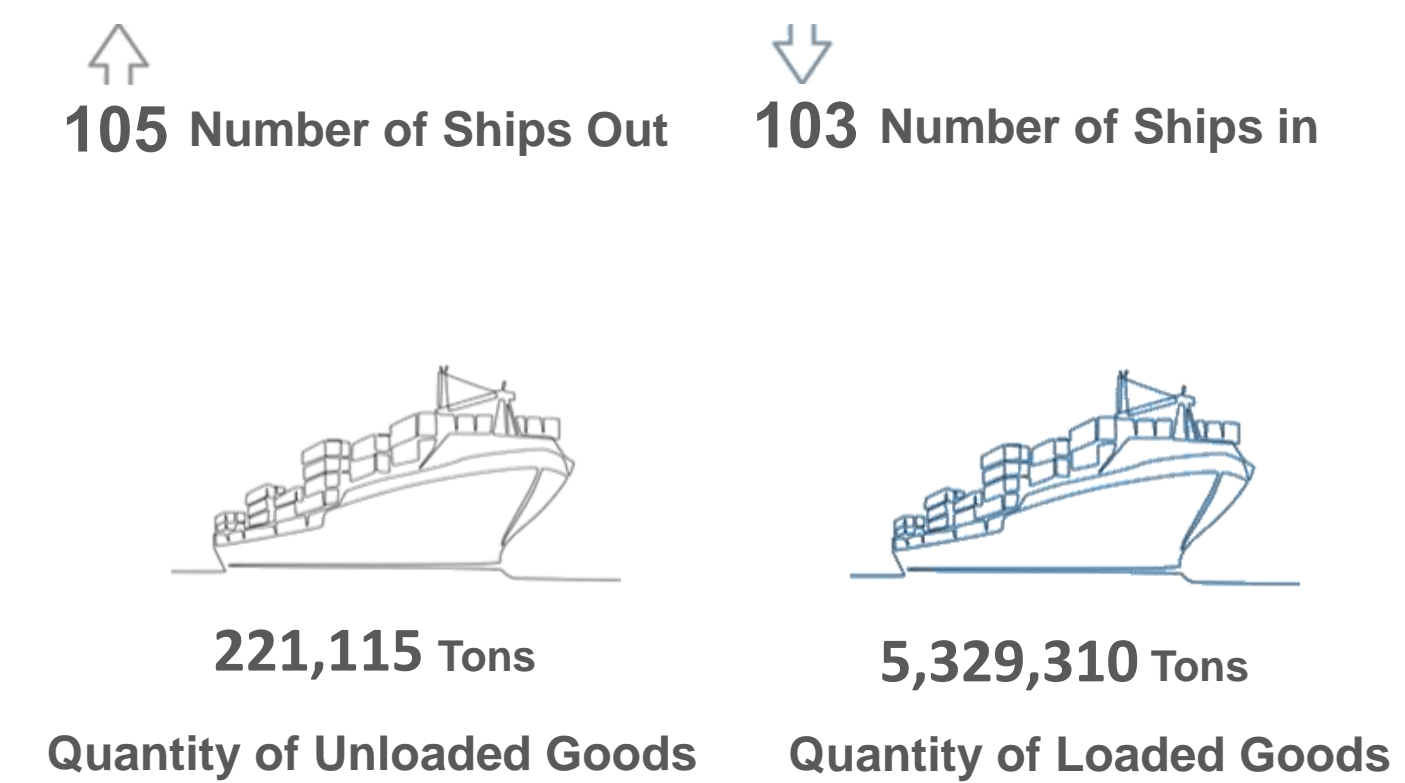 105 Number of Ships Out
103 Number of Ships in
221,115 Tons
5,329,310 Tons
Quantity of Unloaded Goods
Quantity of Loaded Goods